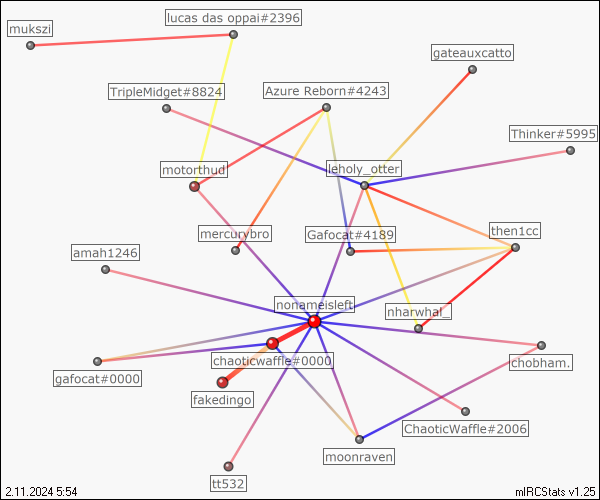 lucas das oppai#2396
mukszi
gateauxcatto
TripleMidget#8824
Azure Reborn#4243
Thinker#5995
motorthud
leholy_otter
mercurybro
Gafocat#4189
then1cc
amah1246
nonameisleft
nharwhal_
chaoticwaffle#0000
chobham.
gafocat#0000
fakedingo
ChaoticWaffle#2006
moonraven
tt532
2.11.2024 5:54
mIRCStats v1.25